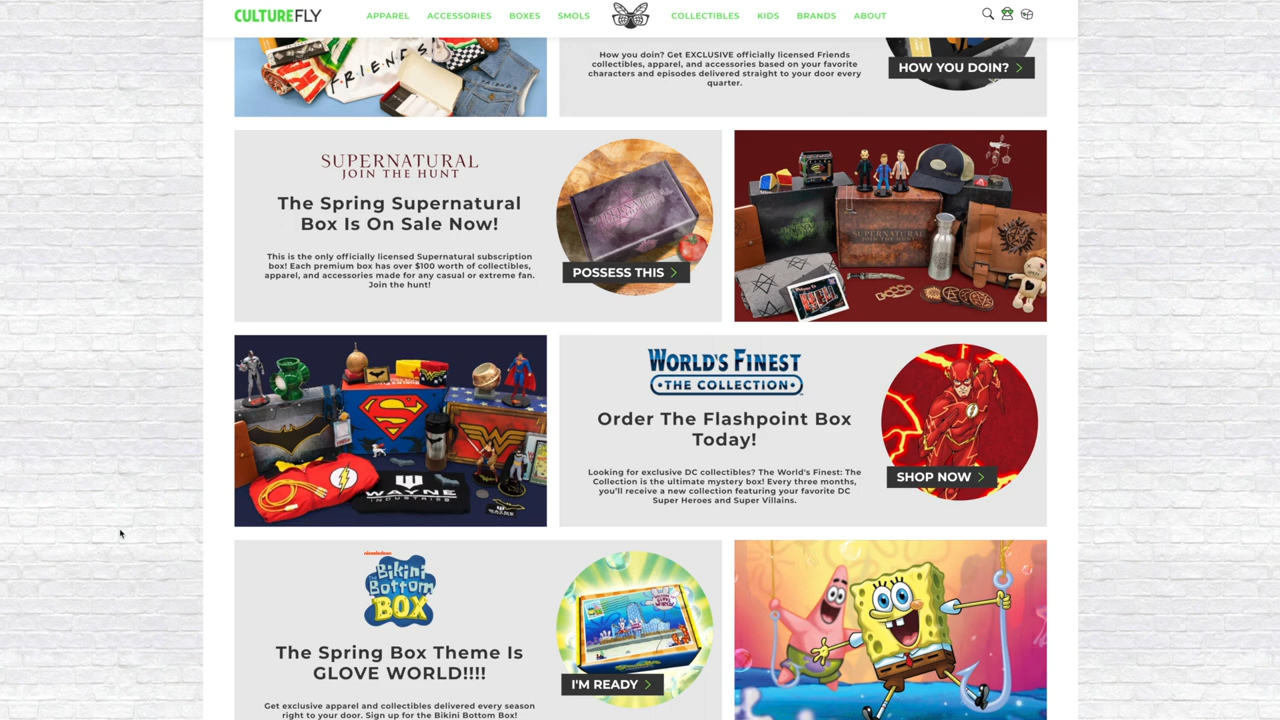 CULTUREFLY
APPAREL ACCESSORIES BOXES SMOLS COLLECTIBLES KIDS BRANDS ABOUT
FRIENDS
How you doin? Get EXCLUSIVE officially licensed Friends
collectibles, apparel, and accessories based on your favorite
characters and episodes delivered straight to your door every
quarter.
HOW YOU DOIN? >
SUPERNATURAL
JOIN THE HUNT
The Spring Supernatural
Box Is On Sale Now!
This is the only officially licensed Supernatural subscription
box! Each premium box has over $100 worth of collectibles,
apparel, and accessories made for any casual or extreme fan.
Join the hunt!
SUPERNATURAL
POSSESS THIS >
SUPERNATURAL
JOIN THE HUNT
WAYNE
INDUSTRIES
WORLD'S FINEST
THE COLLECTION
Order The Flashpoint Box
Today!
Looking for exclusive DC collectibles? The World's Finest: The
Collection is the ultimate mystery box! Every three months,
you'll receive a new collection featuring your favorite DC
Super Heroes and Super Villains.
SHOP NOW >
nickelodeon
Bikini
Bottom
BOX
The Spring Box Theme Is
GLOVE WORLD!!!!
Get exclusive apparel and collectibles delivered every season
right to your door. Sign up for the Bikini Bottom Box!
I'M READY >